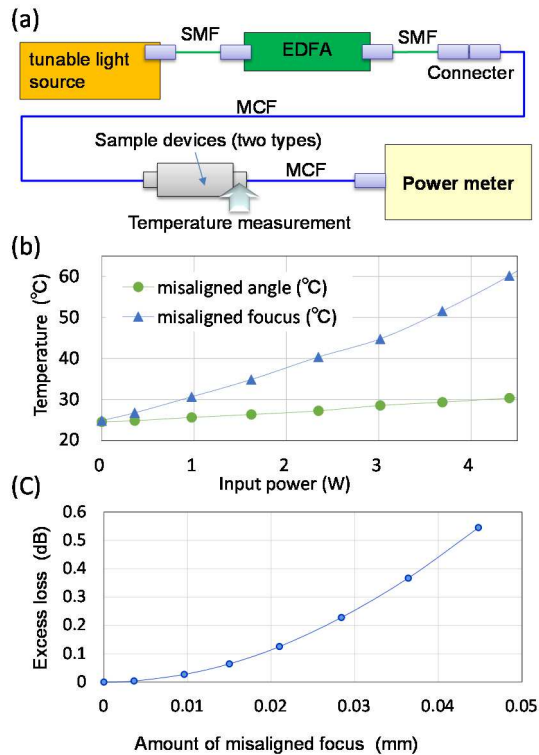 (a)
SMF
EDFA
SMF
tunable light
source
Connecter
MCF
Sample devices (two types)
MCF
Power meter
Temperature measurement
(b)
Temperature (℃)
60
50
40
30
20
misaligned angle (℃)
misaligned foucus (℃)
0
1
2
3
4
Input power (W)
(C)
Excess loss (dB)
0.6
0.5
0.4
0.3
0.2
0.1
0
0
0.01
0.02
0.03
0.04
0.05
Amount of misaligned focus (mm)